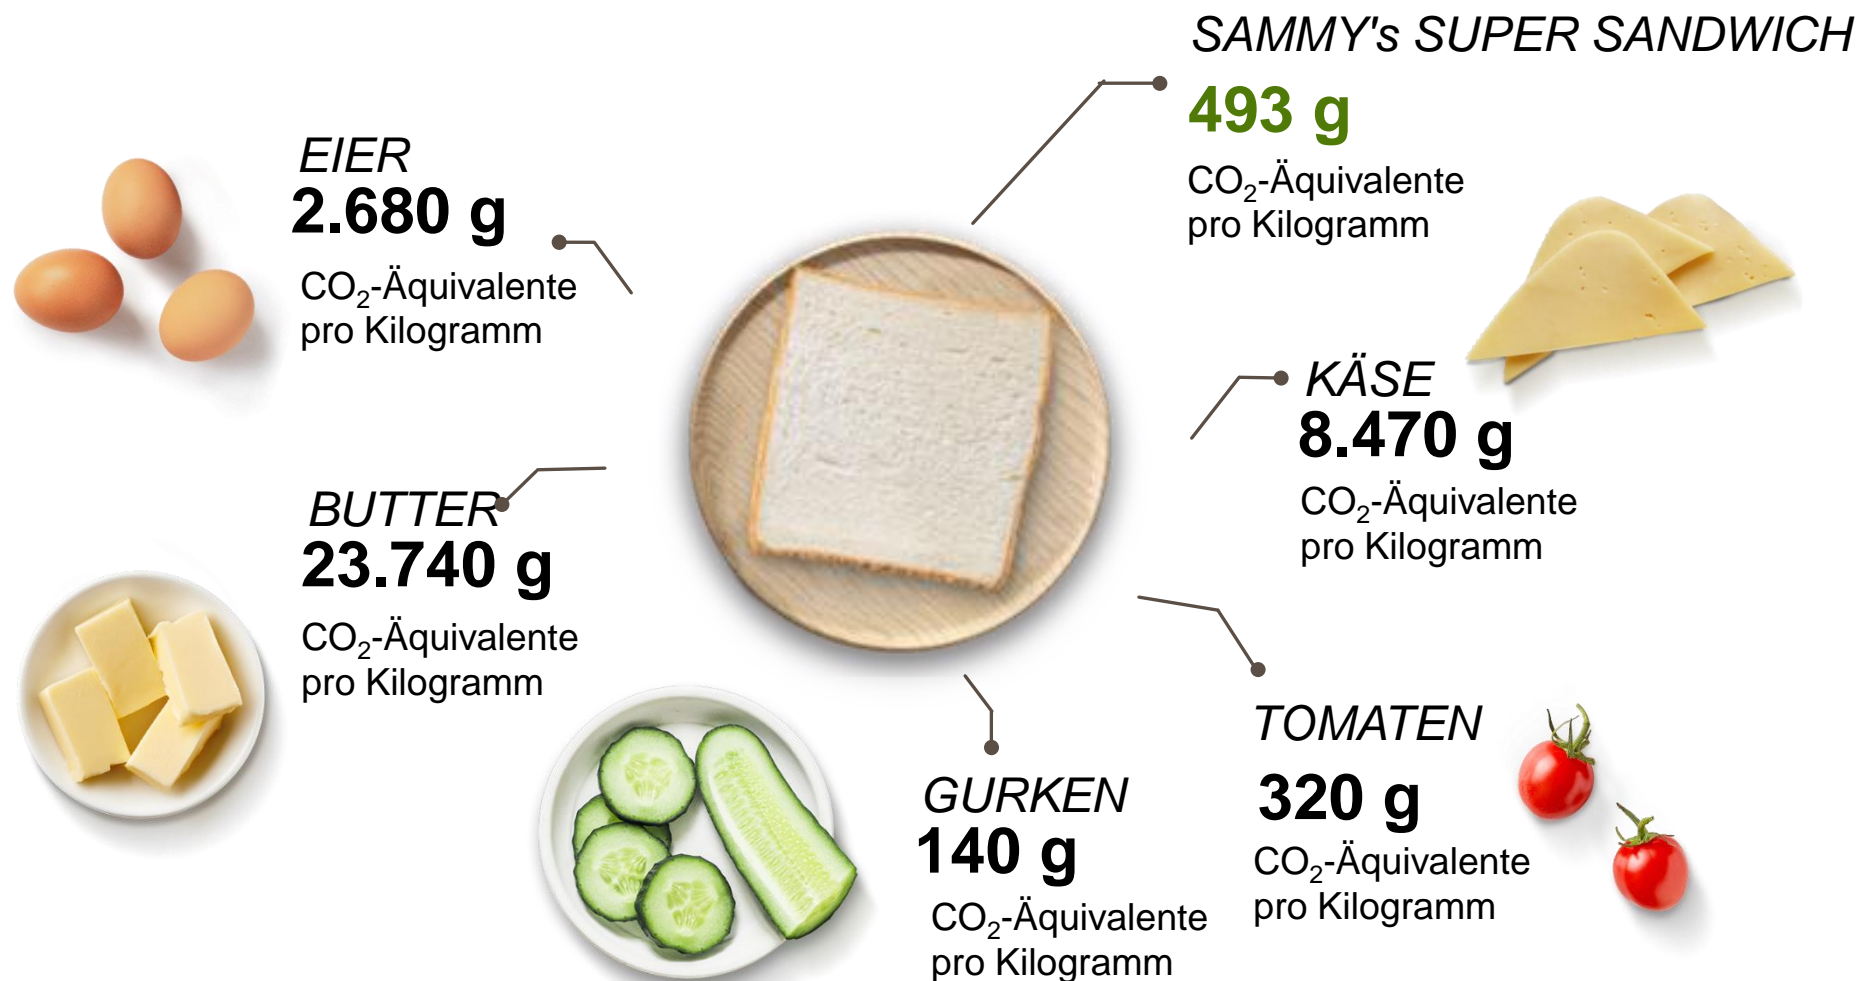 SAMMY's SUPER SANDWICH
493 g
CO₂-Äquivalente
pro Kilogramm
EIER
2.680 g
CO₂-Äquivalente
pro Kilogramm
KÄSE
8.470 g
CO₂-Äquivalente
pro Kilogramm
BUTTER
23.740 g
CO₂-Äquivalente
pro Kilogramm
TOMATEN
320 g
CO₂-Äquivalente
pro Kilogramm
GURKEN
140 g
CO₂-Äquivalente
pro Kilogramm